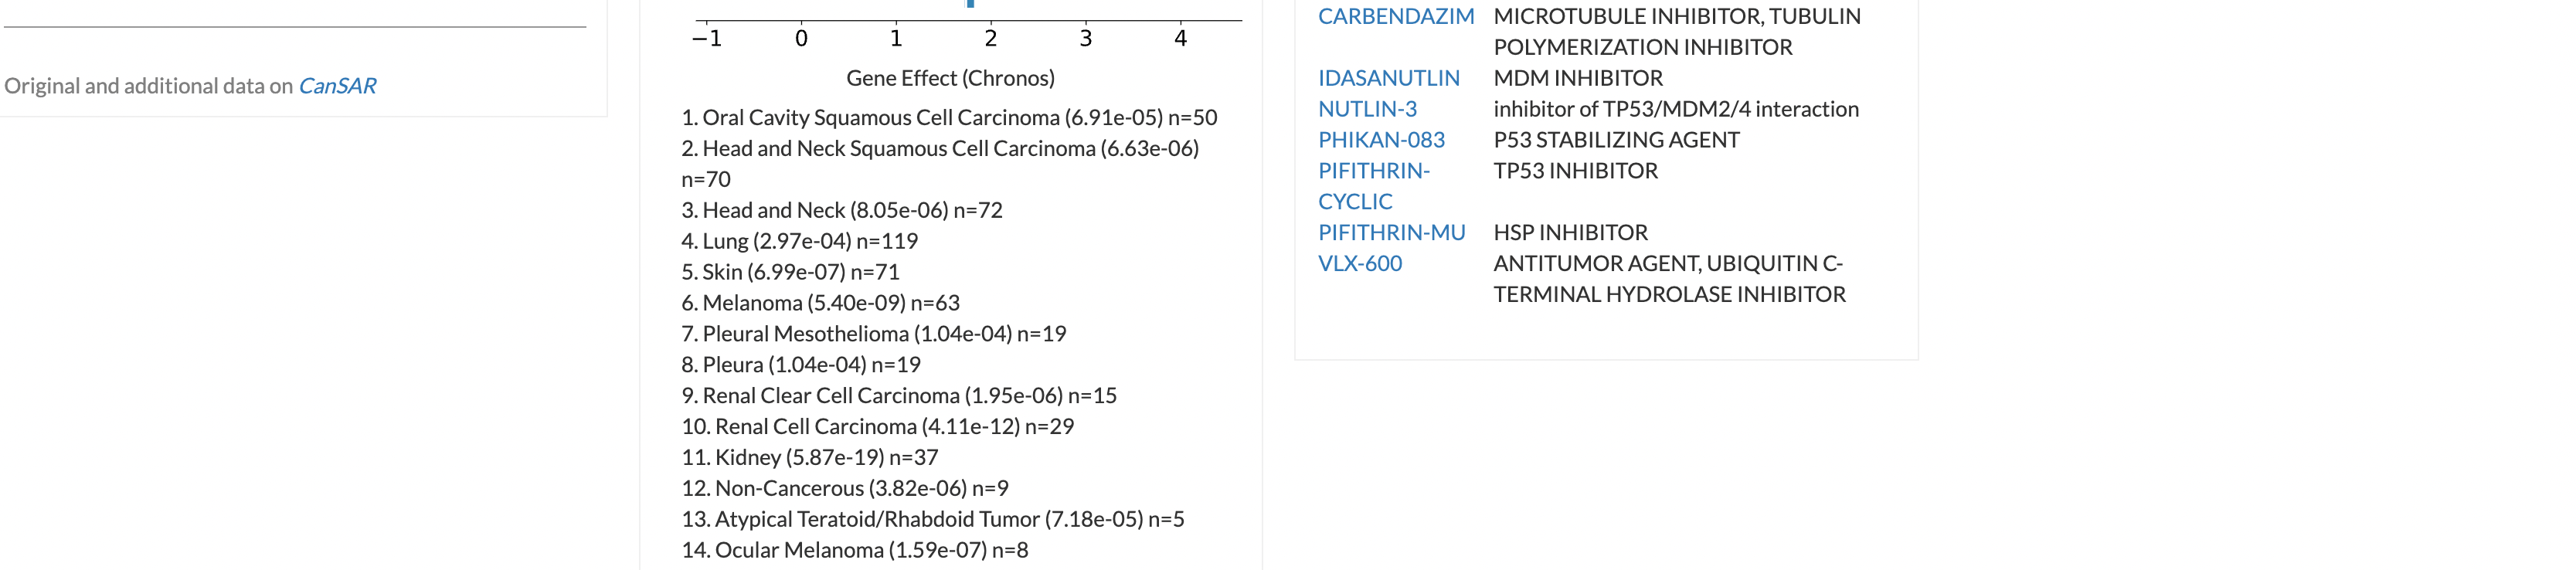 Original and additional data on CanSAR
−1 0 1 2 3 4
Gene Effect (Chronos)
1. Oral Cavity Squamous Cell Carcinoma (6.91e-05) n=50
2. Head and Neck Squamous Cell Carcinoma (6.63e-06)
n=70
3. Head and Neck (8.05e-06) n=72
4. Lung (2.97e-04) n=119
5. Skin (6.99e-07) n=71
6. Melanoma (5.40e-09) n=63
7. Pleural Mesothelioma (1.04e-04) n=19
8. Pleura (1.04e-04) n=19
9. Renal Clear Cell Carcinoma (1.95e-06) n=15
10. Renal Cell Carcinoma (4.11e-12) n=29
11. Kidney (5.87e-19) n=37
12. Non-Cancerous (3.82e-06) n=9
13. Atypical Teratoid/Rhabdoid Tumor (7.18e-05) n=5
14. Ocular Melanoma (1.59e-07) n=8
CARBENDAZIM MICROTUBULE INHIBITOR, TUBULIN
POLYMERIZATION INHIBITOR
IDASANUTLIN MDM INHIBITOR
NUTLIN-3 inhibitor of TP53/MDM2/4 interaction
PHIKAN-083 P53 STABILIZING AGENT
PIFITHRIN- TP53 INHIBITOR
CYCLIC
PIFITHRIN-MU HSP INHIBITOR
VLX-600 ANTITUMOR AGENT, UBIQUITIN C-
TERMINAL HYDROLASE INHIBITOR